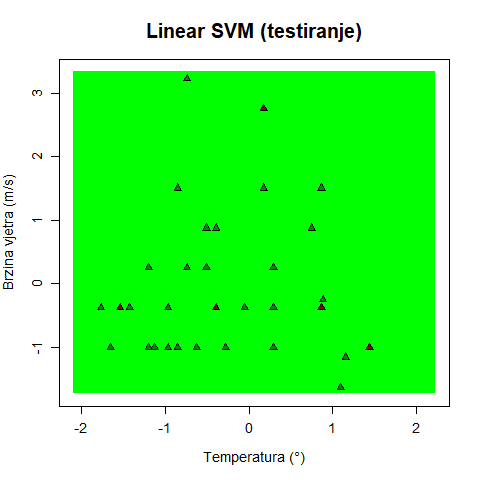 Linear SVM (testiranje)
Brzina vjetra (m/s)
3
2
1
0
-1
-2 -1 0 1 2
Temperatura (°)